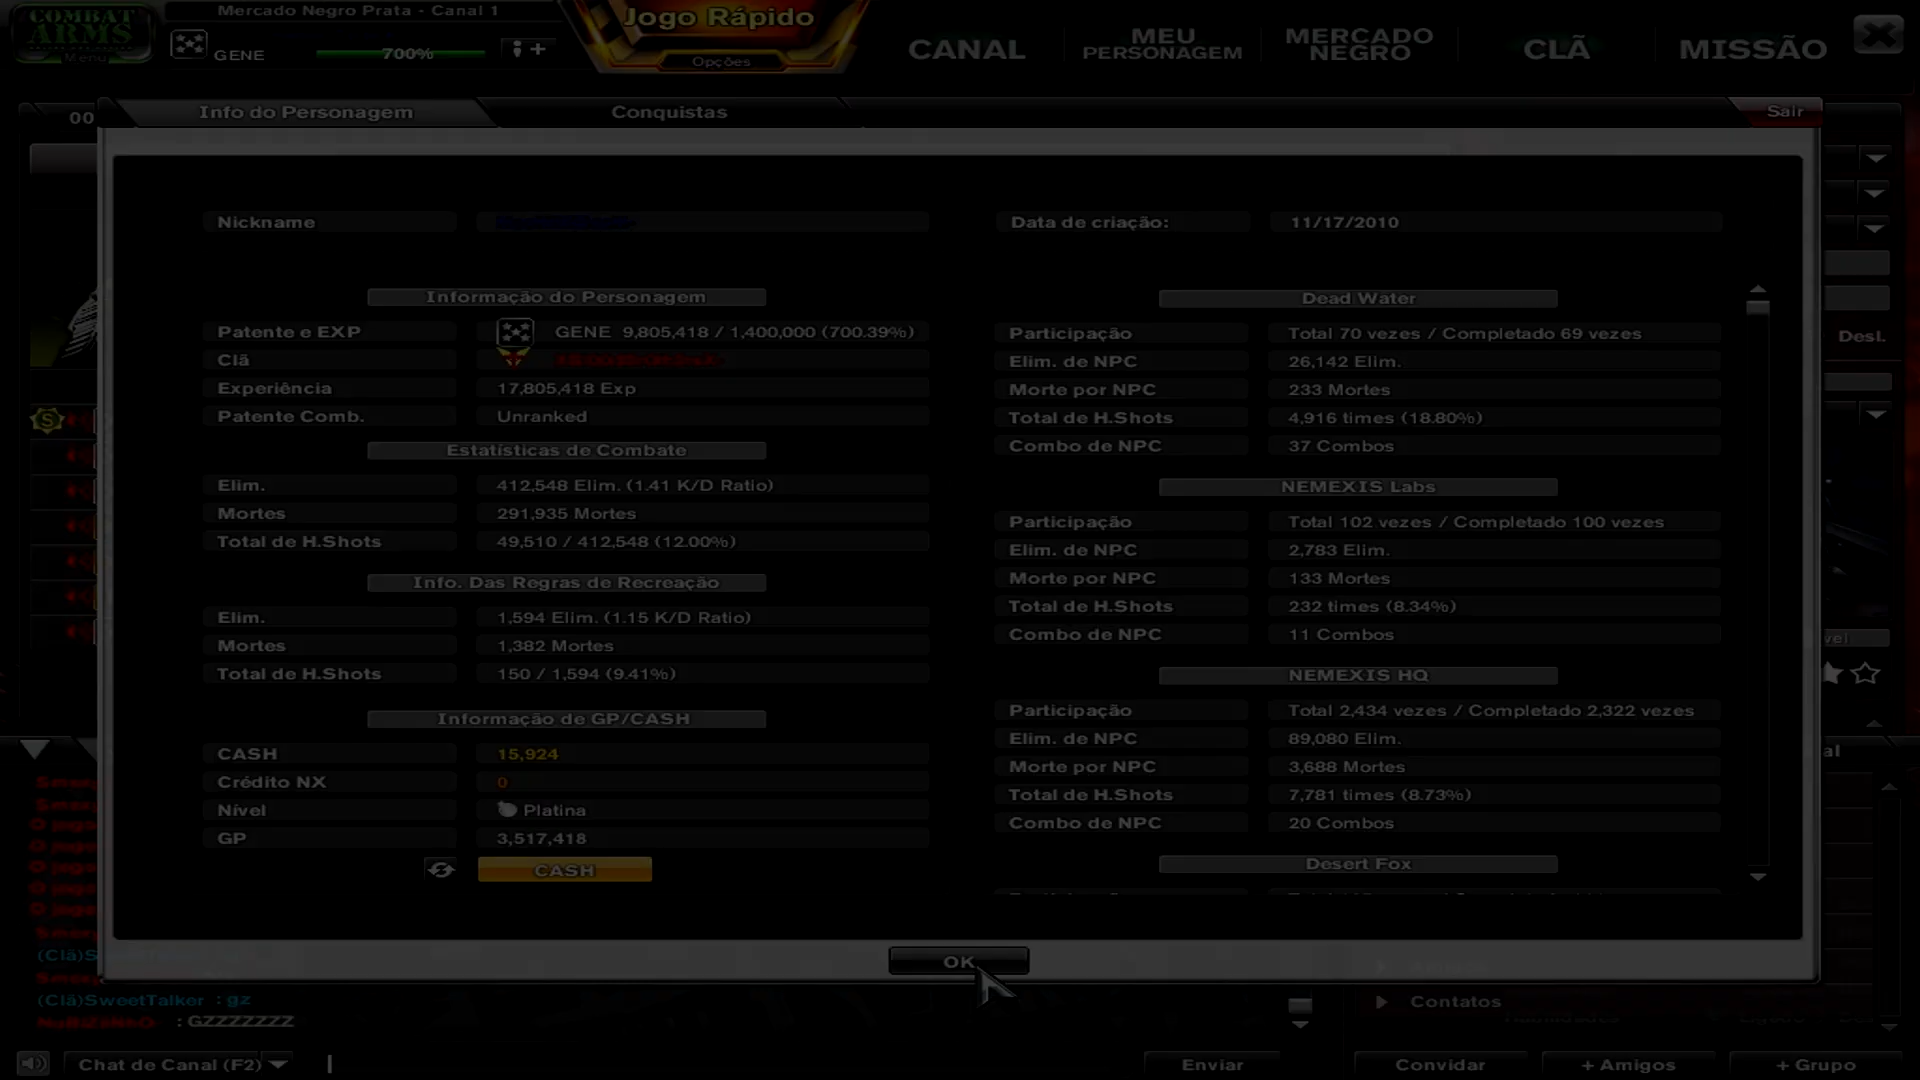 COMBAT ARMS
Menu
Mercado Negro Prata - Canal 1
GENE
700%
Jogo Rápido
Opções
CANAL
MEU PERSONAGEM
MERCADO NEGRO
CLÃ
MISSÃO
Info do Personagem
Conquistas
Sair
00
Nickname
Data de criação: 11/17/2010
Informação do Personagem
Patente e EXP GENE 9,805,418 / 1,400,000 (700.39%)
Clã
Experiência 17,805,418 Exp
Patente Comb. Unranked
Estatísticas de Combate
Elim. 412,548 Elim. (1.41 K/D Ratio)
Mortes 291,935 Mortes
Total de H.Shots 49,510 / 412,548 (12.00%)
Info. Das Regras de Recreação
Elim. 1,594 Elim. (1.15 K/D Ratio)
Mortes 1,382 Mortes
Total de H.Shots 150 / 1,594 (9.41%)
Informação de GP/CASH
CASH 15,924
Crédito NX 0
Nível Platina
GP 3,517,418
CASH
Dead Water
Participação Total 70 vezes / Completado 69 vezes
Elim. de NPC 26,142 Elim.
Morte por NPC 233 Mortes
Total de H.Shots 4,916 times (18.80%)
Combo de NPC 37 Combos
NEMEXIS Labs
Participação Total 102 vezes / Completado 100 vezes
Elim. de NPC 2,783 Elim.
Morte por NPC 133 Mortes
Total de H.Shots 232 times (8.34%)
Combo de NPC 11 Combos
NEMEXIS HQ
Participação Total 2,434 vezes / Completado 2,322 vezes
Elim. de NPC 89,080 Elim.
Morte por NPC 3,688 Mortes
Total de H.Shots 7,781 times (8.73%)
Combo de NPC 20 Combos
Desert Fox
OK
Desl.
vel
al
(Clã)S
(Clã)SweetTalker : gz
: GZZZZZZZ
Contatos
Chat de Canal (F2)
Enviar
Convidar
+ Amigos
+ Grupo